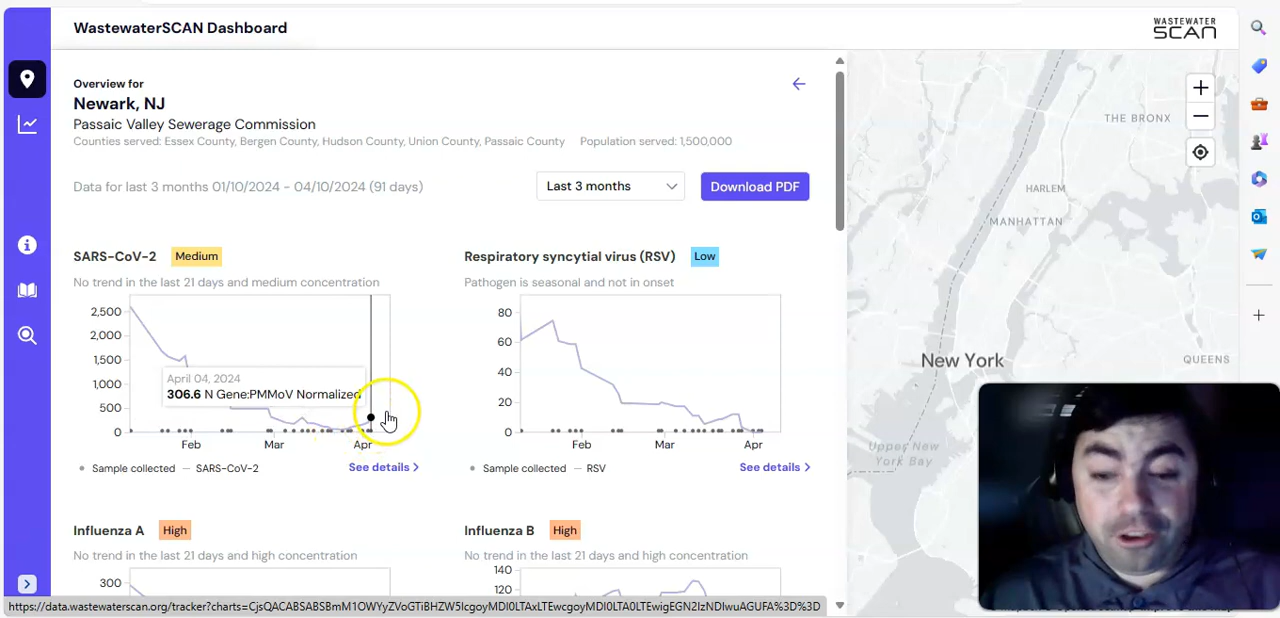 WastewaterSCAN Dashboard
WASTEWATER
SCAN
Overview for
Newark, NJ
Passaic Valley Sewerage Commission
Counties served: Essex County, Bergen County, Hudson County, Union County, Passaic County Population served: 1,500,000
Data for last 3 months 01/10/2024 - 04/10/2024 (91 days)
Last 3 months
Download PDF
SARS-CoV-2 Medium
No trend in the last 21 days and medium concentration
2,500
2,000
1,500
1,000
500
0
April 04, 2024
306.6 N Gene:PMMoV Normalized
Feb Mar Apr
Sample collected SARS-CoV-2
See details
Respiratory syncytial virus (RSV) Low
Pathogen is seasonal and not in onset
80
60
40
20
0
Feb Mar Apr
Sample collected RSV
See details
Influenza A High
No trend in the last 21 days and high concentration
300
Influenza B High
No trend in the last 21 days and high concentration
140
120
THE BRONX
HARLEM
MANHATTAN
New York
QUEENS
Upper New
York Bay